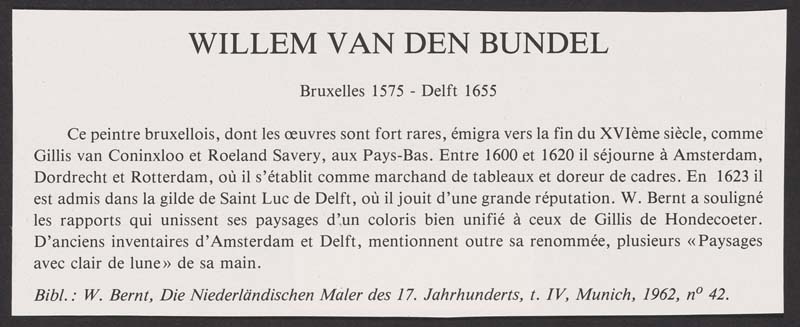 WILLEM VAN DEN BUNDEL
Bruxelles 1575 - Delft 1655
Ce peintre bruxellois, dont les œuvres sont fort rares, émigra vers la fin du XVIème siècle, comme
Gillis van Coninxloo et Roeland Savery, aux Pays-Bas. Entre 1600 et 1620 il séjourne à Amsterdam,
Dordrecht et Rotterdam, où il s'établit comme marchand de tableaux et doreur de cadres. En 1623 il
est admis dans la gilde de Saint Luc de Delft, où il jouit d'une grande réputation. W. Bernt a souligné
les rapports qui unissent ses paysages d'un coloris bien unifié à ceux de Gillis de Hondecoeter.
D'anciens inventaires d'Amsterdam et Delft, mentionnent outre sa renommée, plusieurs «Paysages
avec clair de lune» de sa main.
Bibl.: W. Bernt, Die Niederländischen Maler des 17. Jahrhunderts, t. IV, Munich, 1962, nº 42.